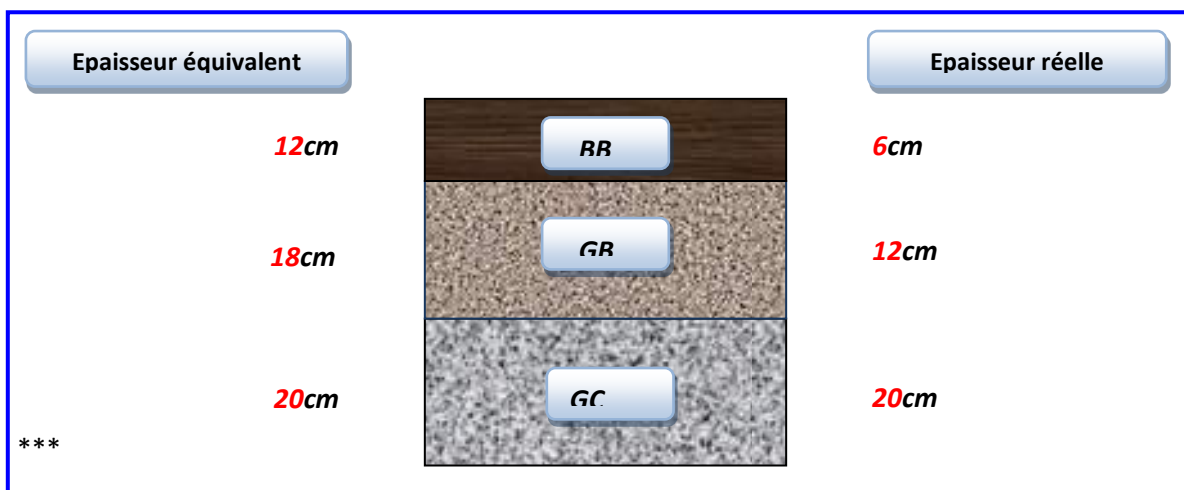 Epaisseur équivalent Epaisseur réelle
12cm BB 6cm
18cm GB 12cm
20cm GC 20cm
***